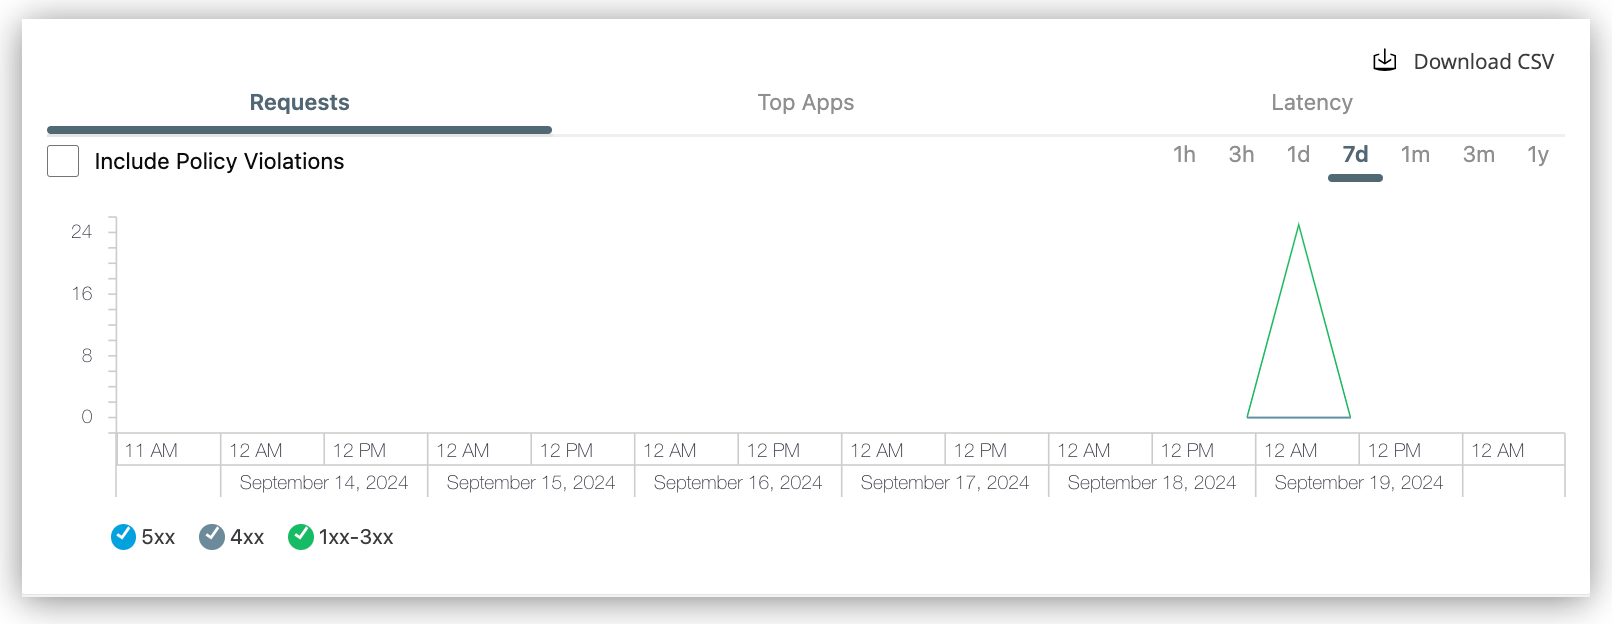 Download CSV
Requests Top Apps Latency
Include Policy Violations 1h 3h 1d 7d 1m 3m 1y
24
16
8
0
11 AM 12 AM 12 PM 12 AM 12 PM 12 AM 12 PM 12 AM 12 PM 12 AM 12 PM 12 AM 12 PM 12 AM
September 14, 2024 September 15, 2024 September 16, 2024 September 17, 2024 September 18, 2024 September 19, 2024
5xx 4xx 1xx-3xx